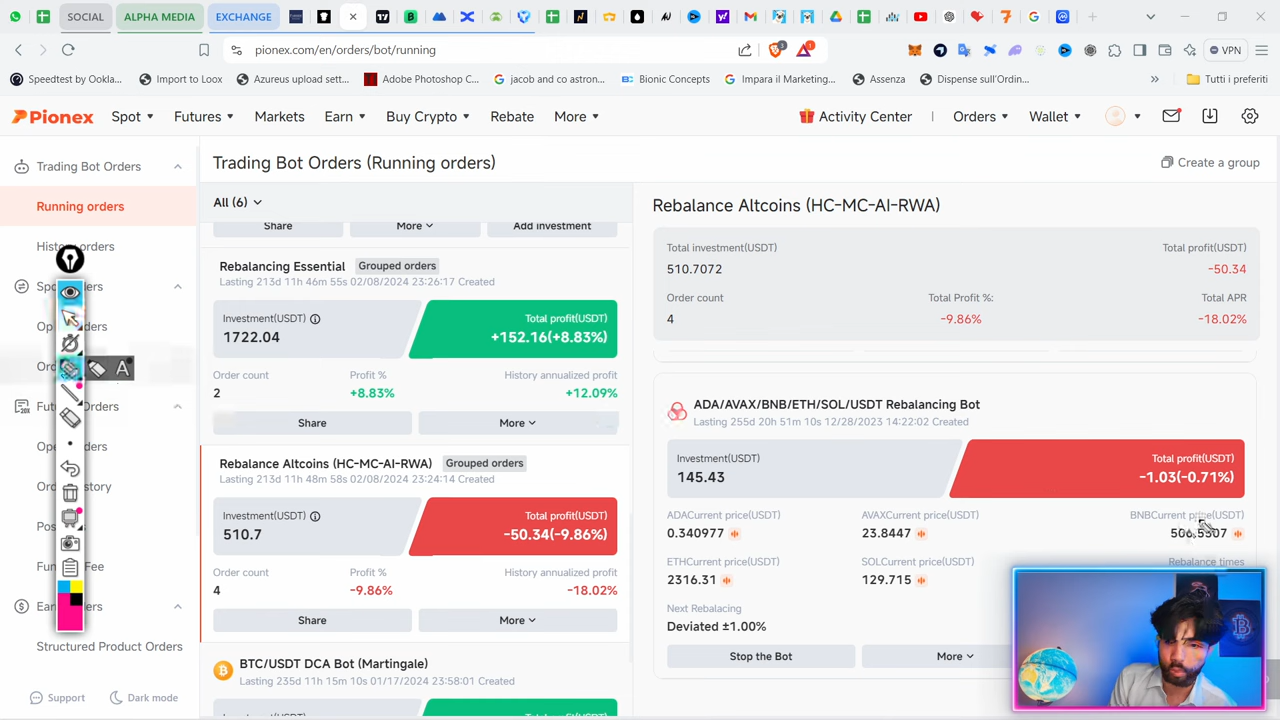 SOCIAL
ALPHA MEDIA
EXCHANGE
pionex.com/en/orders/bot/running
VPN
Speedtest by Ookla...
Import to Loox
Azureus upload sett...
Adobe Photoshop C...
jacob and co astron...
Bionic Concepts
Impara il Marketing...
Assenza
Dispense sull'Ordin...
Tutti i preferiti
Pionex
Spot
Futures
Markets
Earn
Buy Crypto
Rebate
More
Activity Center
Orders
Wallet
Trading Bot Orders
Running orders
History orders
Support
Dark mode
Structured Product Orders
Trading Bot Orders (Running orders)
Create a group
All (6)
Share
More
Add investment
Rebalancing Essential
Grouped orders
Lasting 213d 11h 46m 55s 02/08/2024 23:26:17 Created
Investment(USDT)
1722.04
Total profit(USDT)
+152.16(+8.83%)
Order count
2
Profit %
+8.83%
History annualized profit
+12.09%
Share
More
Rebalance Altcoins (HC-MC-AI-RWA)
Grouped orders
Lasting 213d 11h 48m 58s 02/08/2024 23:24:14 Created
Investment(USDT)
510.7
Total profit(USDT)
-50.34(-9.86%)
Order count
4
Profit %
-9.86%
History annualized profit
-18.02%
Share
More
BTC/USDT DCA Bot (Martingale)
Lasting 235d 11h 15m 10s 01/17/2024 23:58:01 Created
Rebalance Altcoins (HC-MC-AI-RWA)
Total investment(USDT)
510.7072
Total profit(USDT)
-50.34
Order count
4
Total Profit %:
-9.86%
Total APR
-18.02%
ADA/AVAX/BNB/ETH/SOL/USDT Rebalancing Bot
Lasting 255d 20h 51m 10s 12/28/2023 14:22:02 Created
Investment(USDT)
145.43
Total profit(USDT)
-1.03(-0.71%)
ADACurrent price(USDT)
0.340977
AVAXCurrent price(USDT)
23.8447
BNBCurrent price(USDT)
ETHCurrent price(USDT)
2316.31
SOLCurrent price(USDT)
129.715
Rebalance times
Next Rebalacing
Deviated ±1.00%
Stop the Bot
More